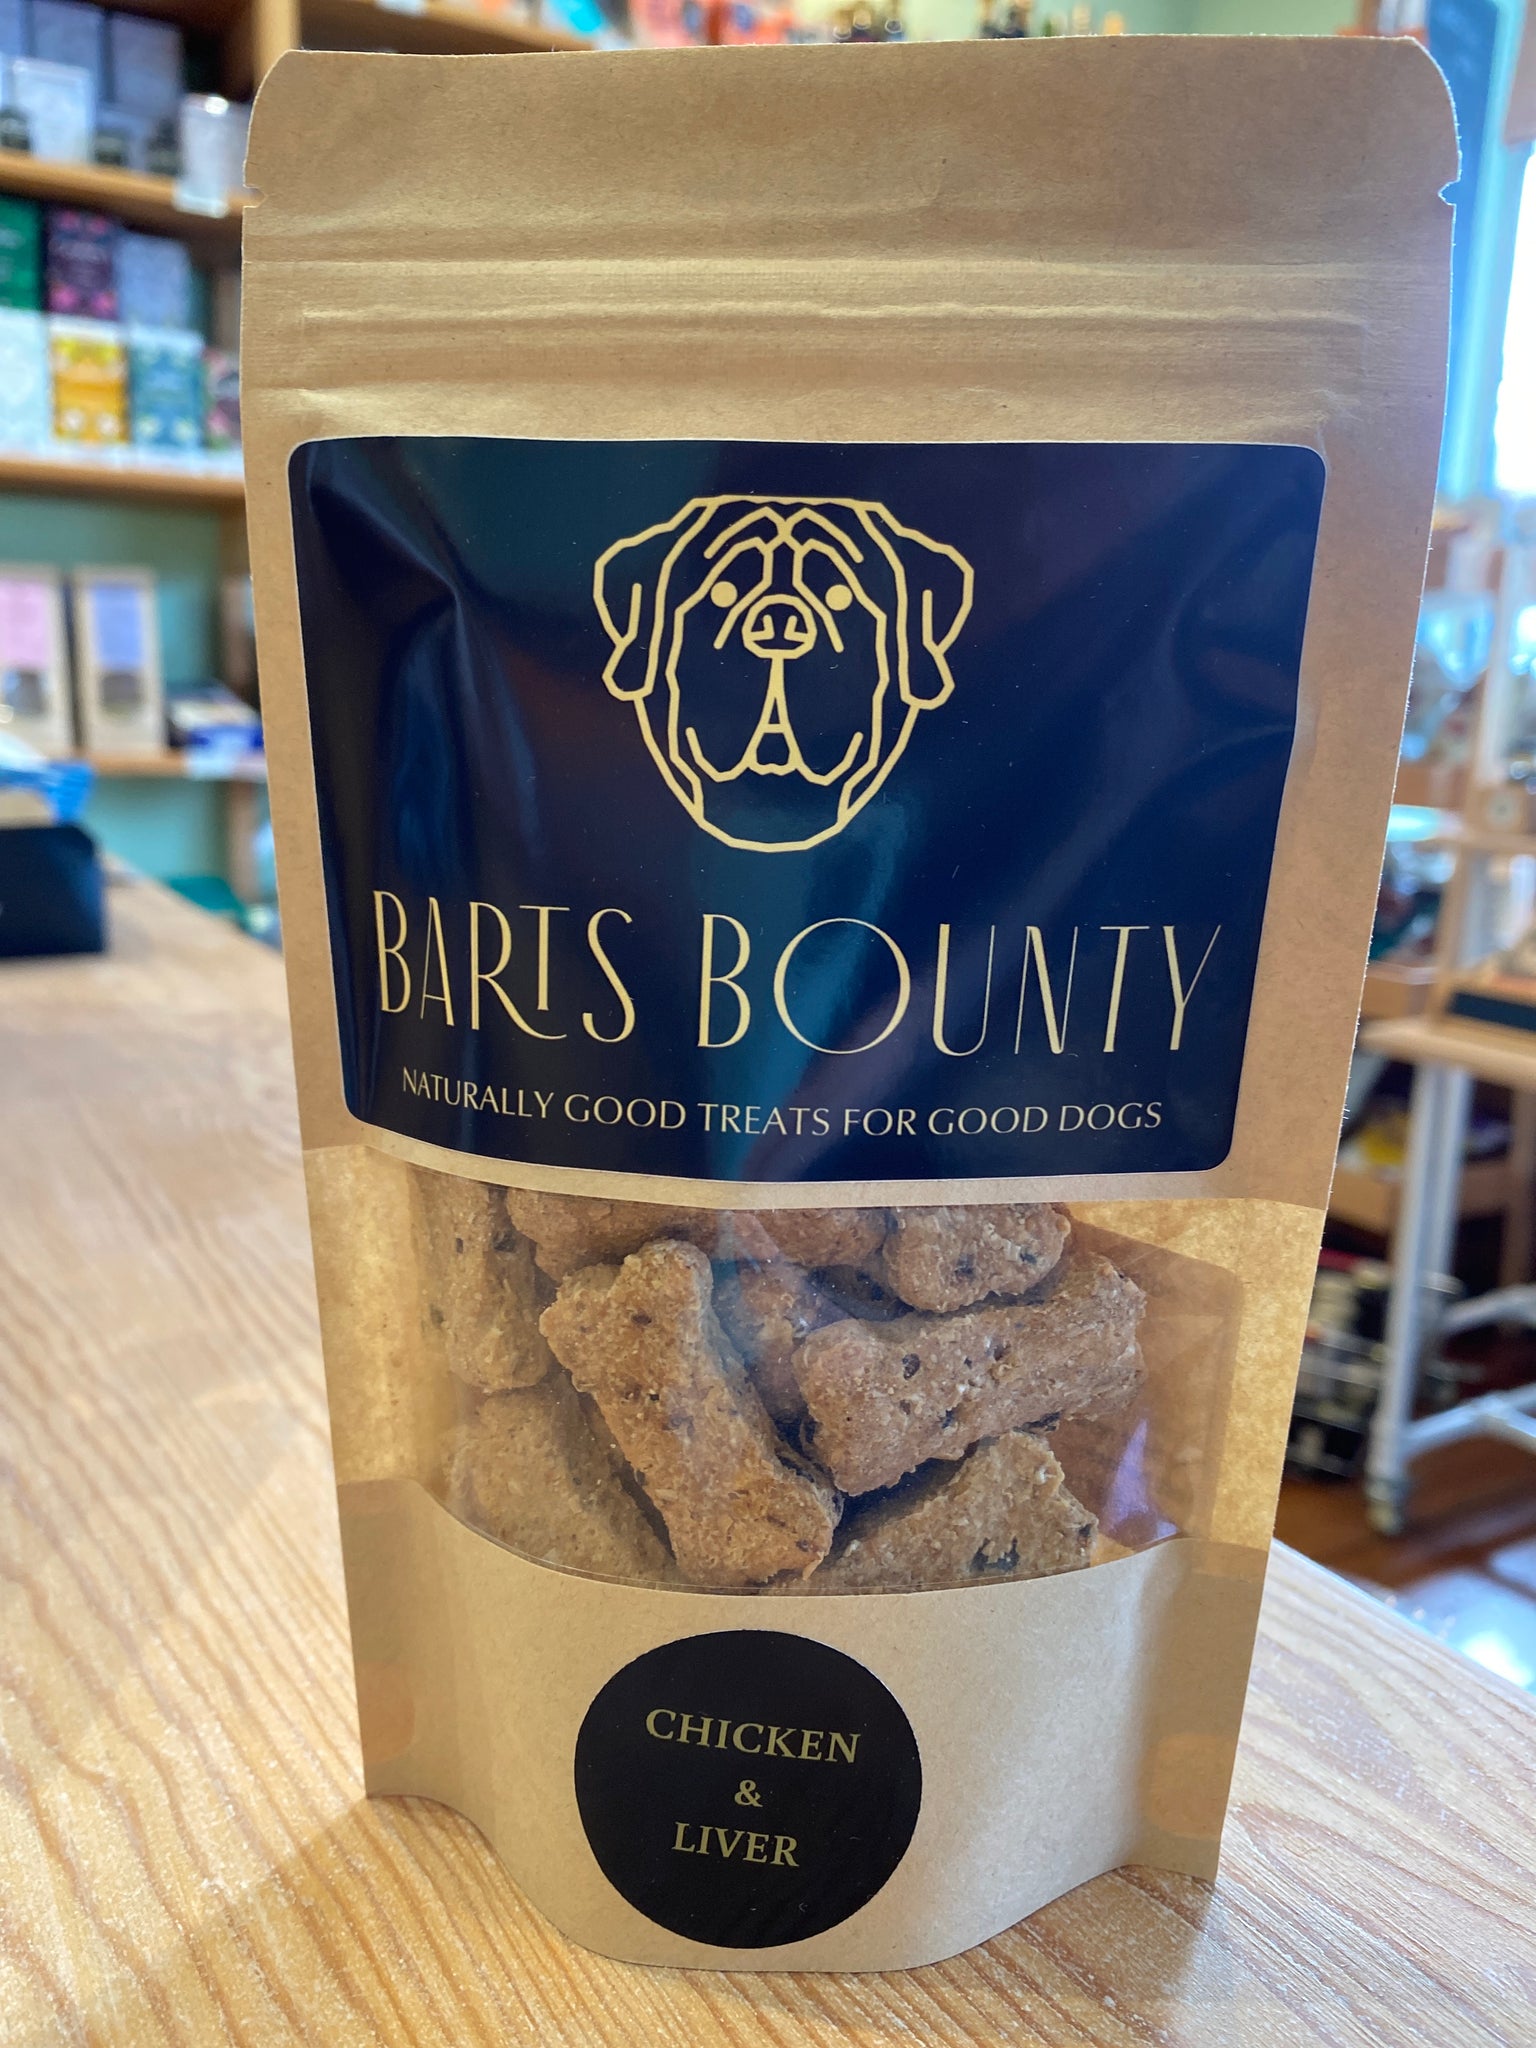 BARTS BOUNTY
NATURALLY GOOD TREATS FOR GOOD DOGS
CHICKEN
&
LIVER